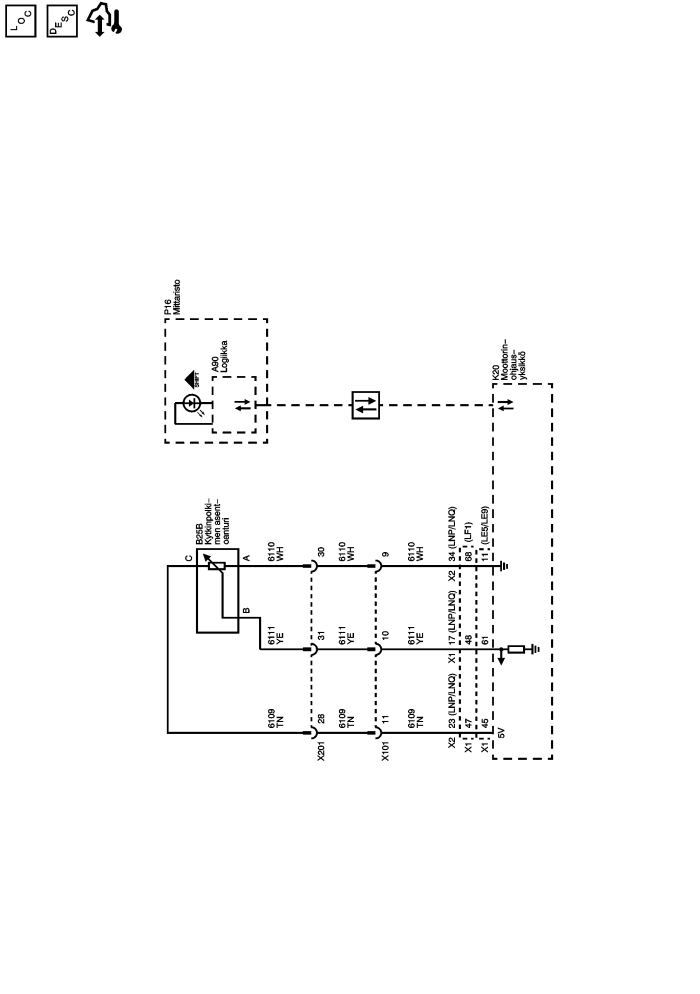 LOC
DESC
P16
Mittaristo
A90
Logiikka
SHIFT
K20
Moottorin–
ohjaus–
yksikkö
B25B
Kytkinpolki–
men asent–
oanturi
C
A
B
6110
WH
30
6110
WH
9
6110
WH
X2 34 (LNP/LNQ)
68 (LF1)
11 (LE5/LE9)
6111
YE
31
6111
YE
10
6111
YE
X1 17 (LNP/LNQ)
48
61
6109
TN
X201 28
6109
TN
X101 11
6109
TN
X2 23 (LNP/LNQ)
X1 47
X1 45
5V